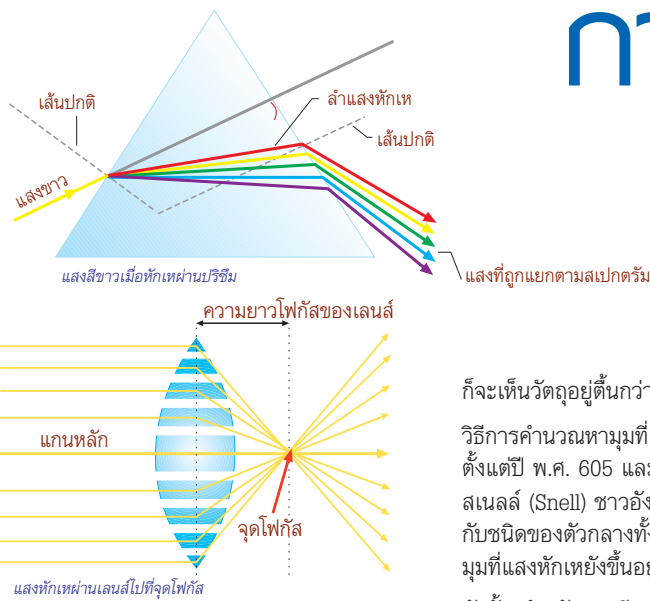 เส้นปกติ
ลำแสงหักเห
เส้นปกติ
แสงขาว
แสงสีขาวเมื่อหักเหผ่านปริซึม
แสงที่ถูกแยกตามสเปกตรัม
ความยาวโฟกัสของเลนส์
แกนหลัก
จุดโฟกัส
แสงหักเหผ่านเลนส์ไปที่จุดโฟกัส
ก็จะเห็นวัตถุอยู่ตื้นกว่า
วิธีการคำนวณหามุมที่
ตั้งแต่ปี พ.ศ. 605 และ
สเนลล์ (Snell) ชาวอัง
กับชนิดของตัวกลางทั้ง
มุมที่แสงหักเหยังขึ้นอย